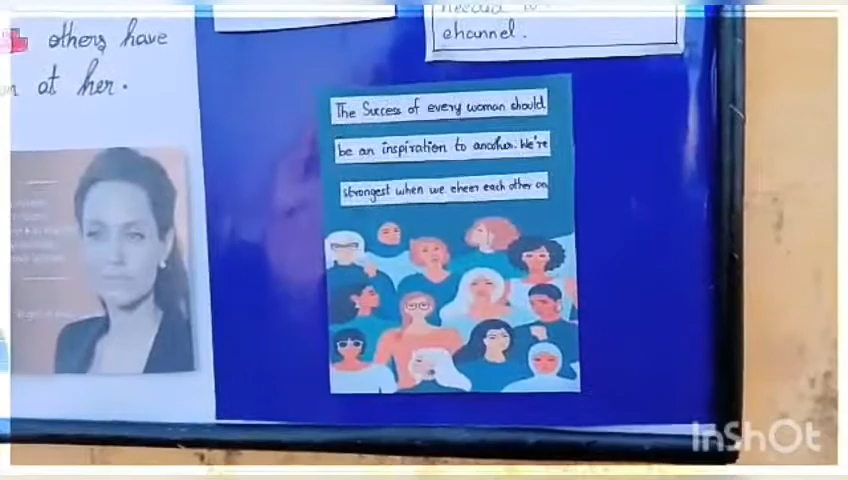 others have
at her.
channel.
The Success of every woman should
be an inspiration to another. We're
strongest when we cheer each other on
InShOt